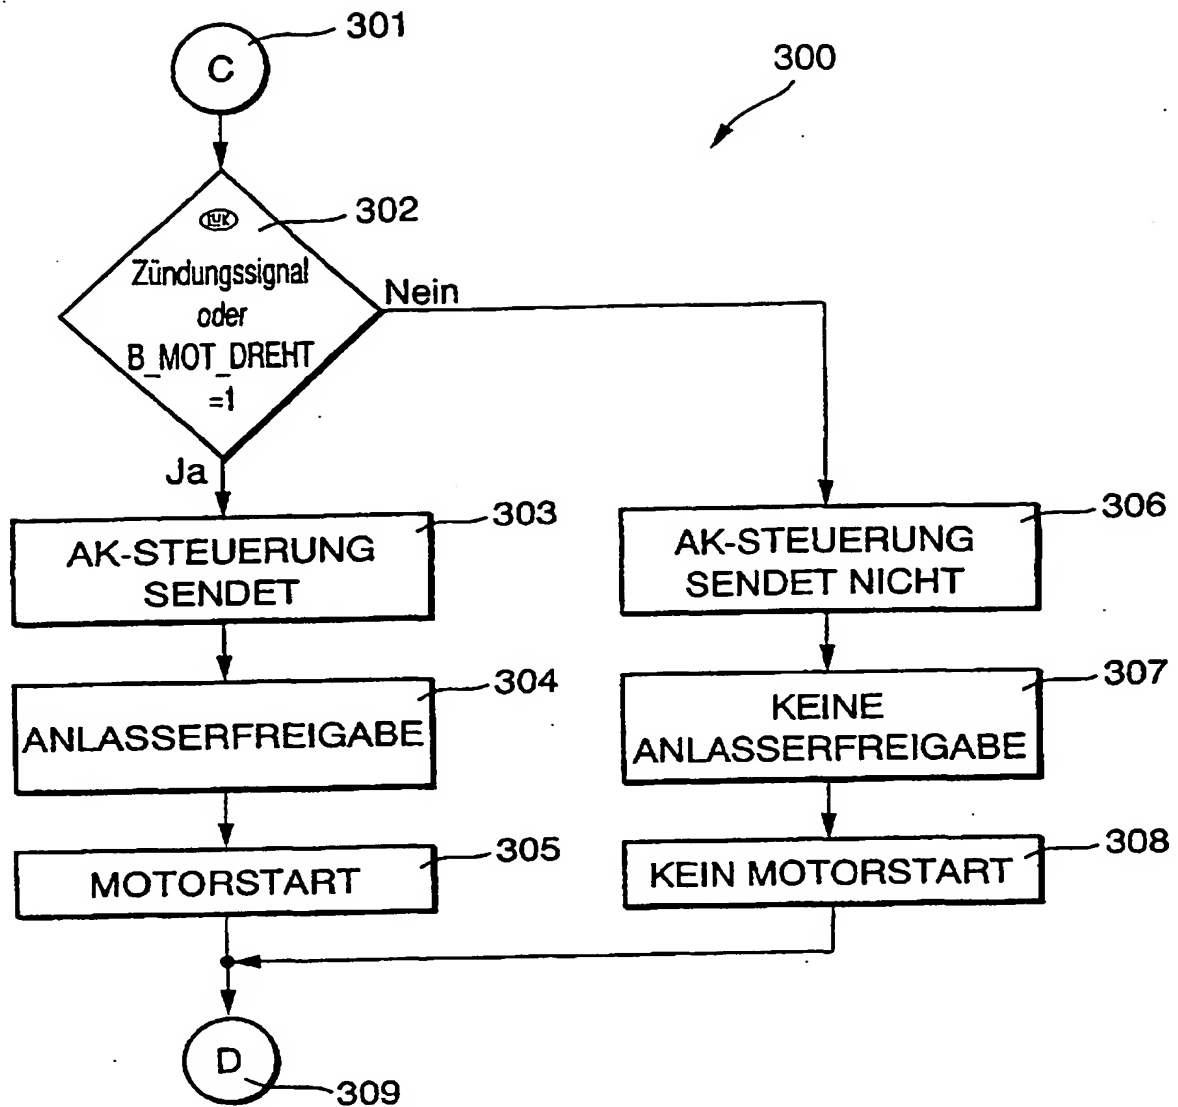 301
C
300
LuK
302
Zündungssignal
oder
B_MOT_DREHT
=1
Nein
Ja
303
AK-STEUERUNG
SENDET
306
AK-STEUERUNG
SENDET NICHT
304
ANLASSERFREIGABE
307
KEINE
ANLASSERFREIGABE
305
MOTORSTART
308
KEIN MOTORSTART
D
309